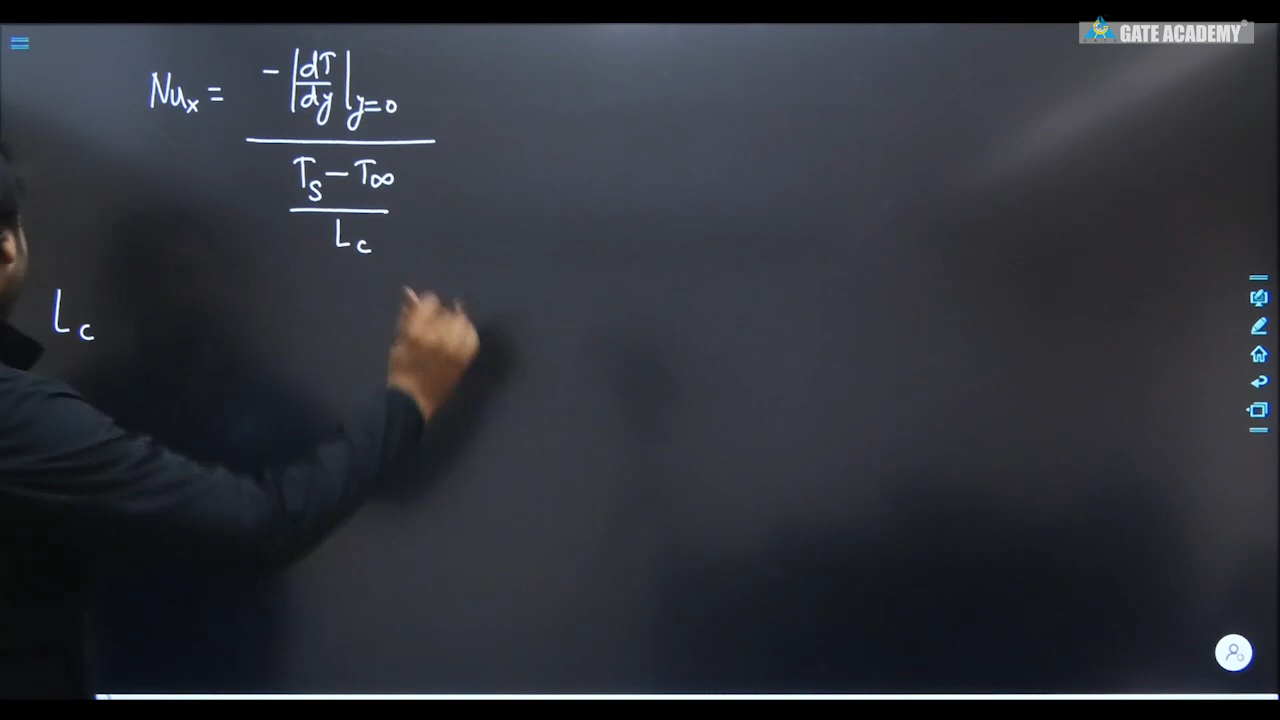 GATE ACADEMY®
Nuₓ = -|dT/dy|y=0
Ts - T∞
Lc
Lc